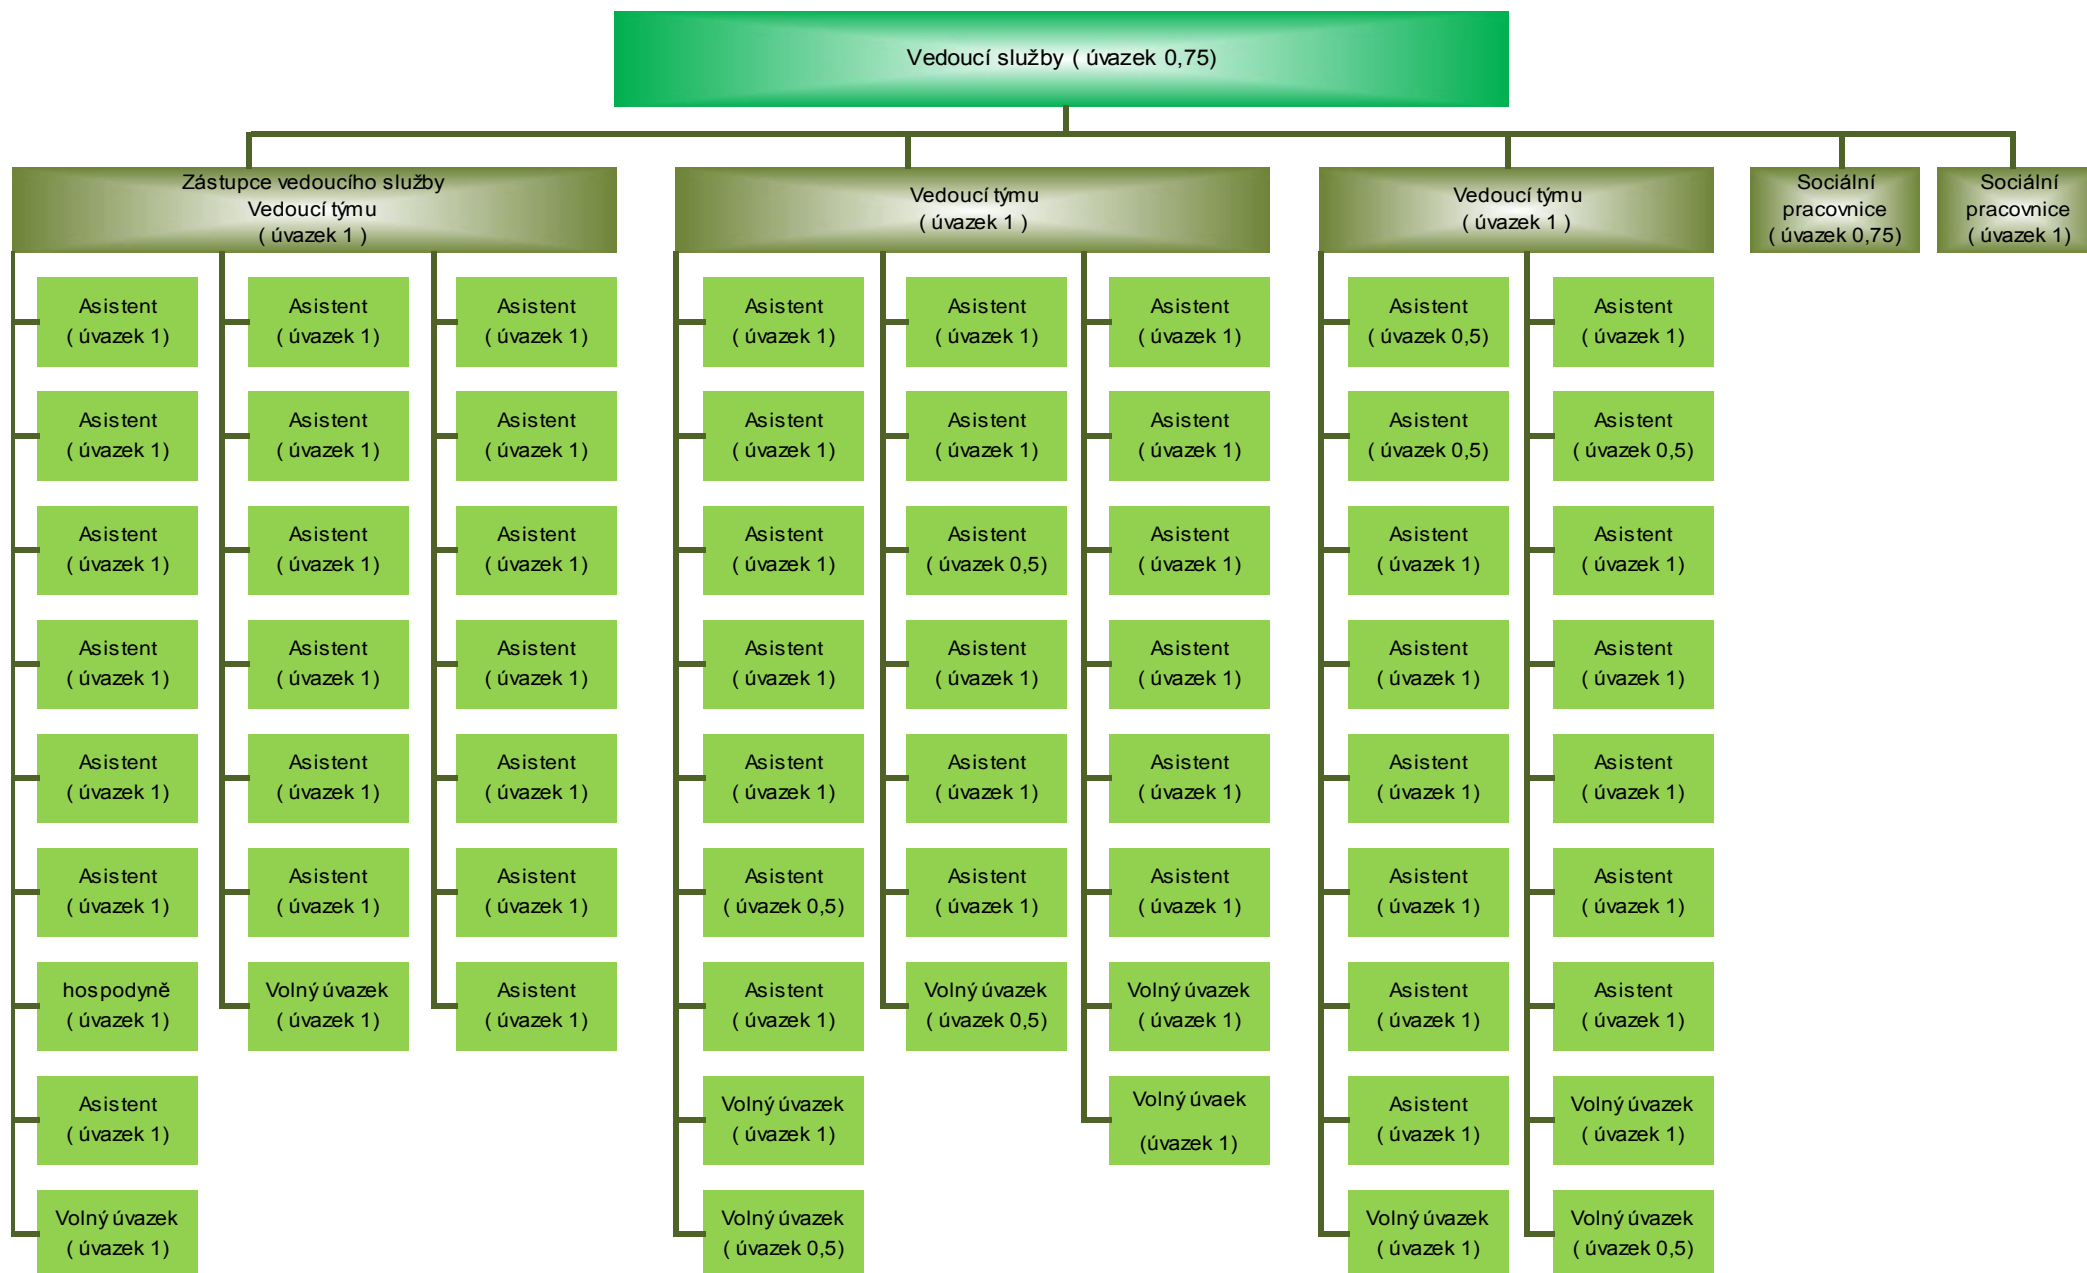 Vedoucí služby ( úvazek 0,75)
Zástupce vedoucího služby
Vedoucí týmu
( úvazek 1 )
Vedoucí týmu
( úvazek 1 )
Vedoucí týmu
( úvazek 1 )
Sociální
pracovnice
( úvazek 0,75)
Sociální
pracovnice
( úvazek 1)
Asistent
( úvazek 1)
Asistent
( úvazek 1)
Asistent
( úvazek 1)
Asistent
( úvazek 1)
Asistent
( úvazek 1)
Asistent
( úvazek 1)
hospodyně
( úvazek 1)
Asistent
( úvazek 1)
Volný úvazek
( úvazek 1)
Asistent
( úvazek 1)
Asistent
( úvazek 1)
Asistent
( úvazek 1)
Asistent
( úvazek 1)
Asistent
( úvazek 1)
Asistent
( úvazek 1)
Volný úvazek
( úvazek 1)
Asistent
( úvazek 1)
Asistent
( úvazek 1)
Asistent
( úvazek 1)
Asistent
( úvazek 1)
Asistent
( úvazek 1)
Asistent
( úvazek 1)
Asistent
( úvazek 1)
Asistent
( úvazek 1)
Asistent
( úvazek 1)
Asistent
( úvazek 1)
Asistent
( úvazek 1)
Asistent
( úvazek 1)
Asistent
( úvazek 0,5)
Asistent
( úvazek 1)
Volný úvazek
( úvazek 1)
Volný úvazek
( úvazek 0,5)
Asistent
( úvazek 1)
Asistent
( úvazek 1)
Asistent
( úvazek 0,5)
Asistent
( úvazek 1)
Asistent
( úvazek 1)
Asistent
( úvazek 1)
Volný úvazek
( úvazek 0,5)
Asistent
( úvazek 1)
Asistent
( úvazek 1)
Asistent
( úvazek 1)
Asistent
( úvazek 1)
Asistent
( úvazek 1)
Asistent
( úvazek 1)
Volný úvazek
( úvazek 1)
Volný úvaek
(úvazek 1)
Asistent
( úvazek 0,5)
Asistent
( úvazek 0,5)
Asistent
( úvazek 1)
Asistent
( úvazek 1)
Asistent
( úvazek 1)
Asistent
( úvazek 1)
Asistent
( úvazek 1)
Asistent
( úvazek 1)
Volný úvazek
( úvazek 1)
Asistent
( úvazek 1)
Asistent
( úvazek 0,5)
Asistent
( úvazek 1)
Asistent
( úvazek 1)
Asistent
( úvazek 1)
Asistent
( úvazek 1)
Asistent
( úvazek 1)
Volný úvazek
( úvazek 1)
Volný úvazek
( úvazek 0,5)